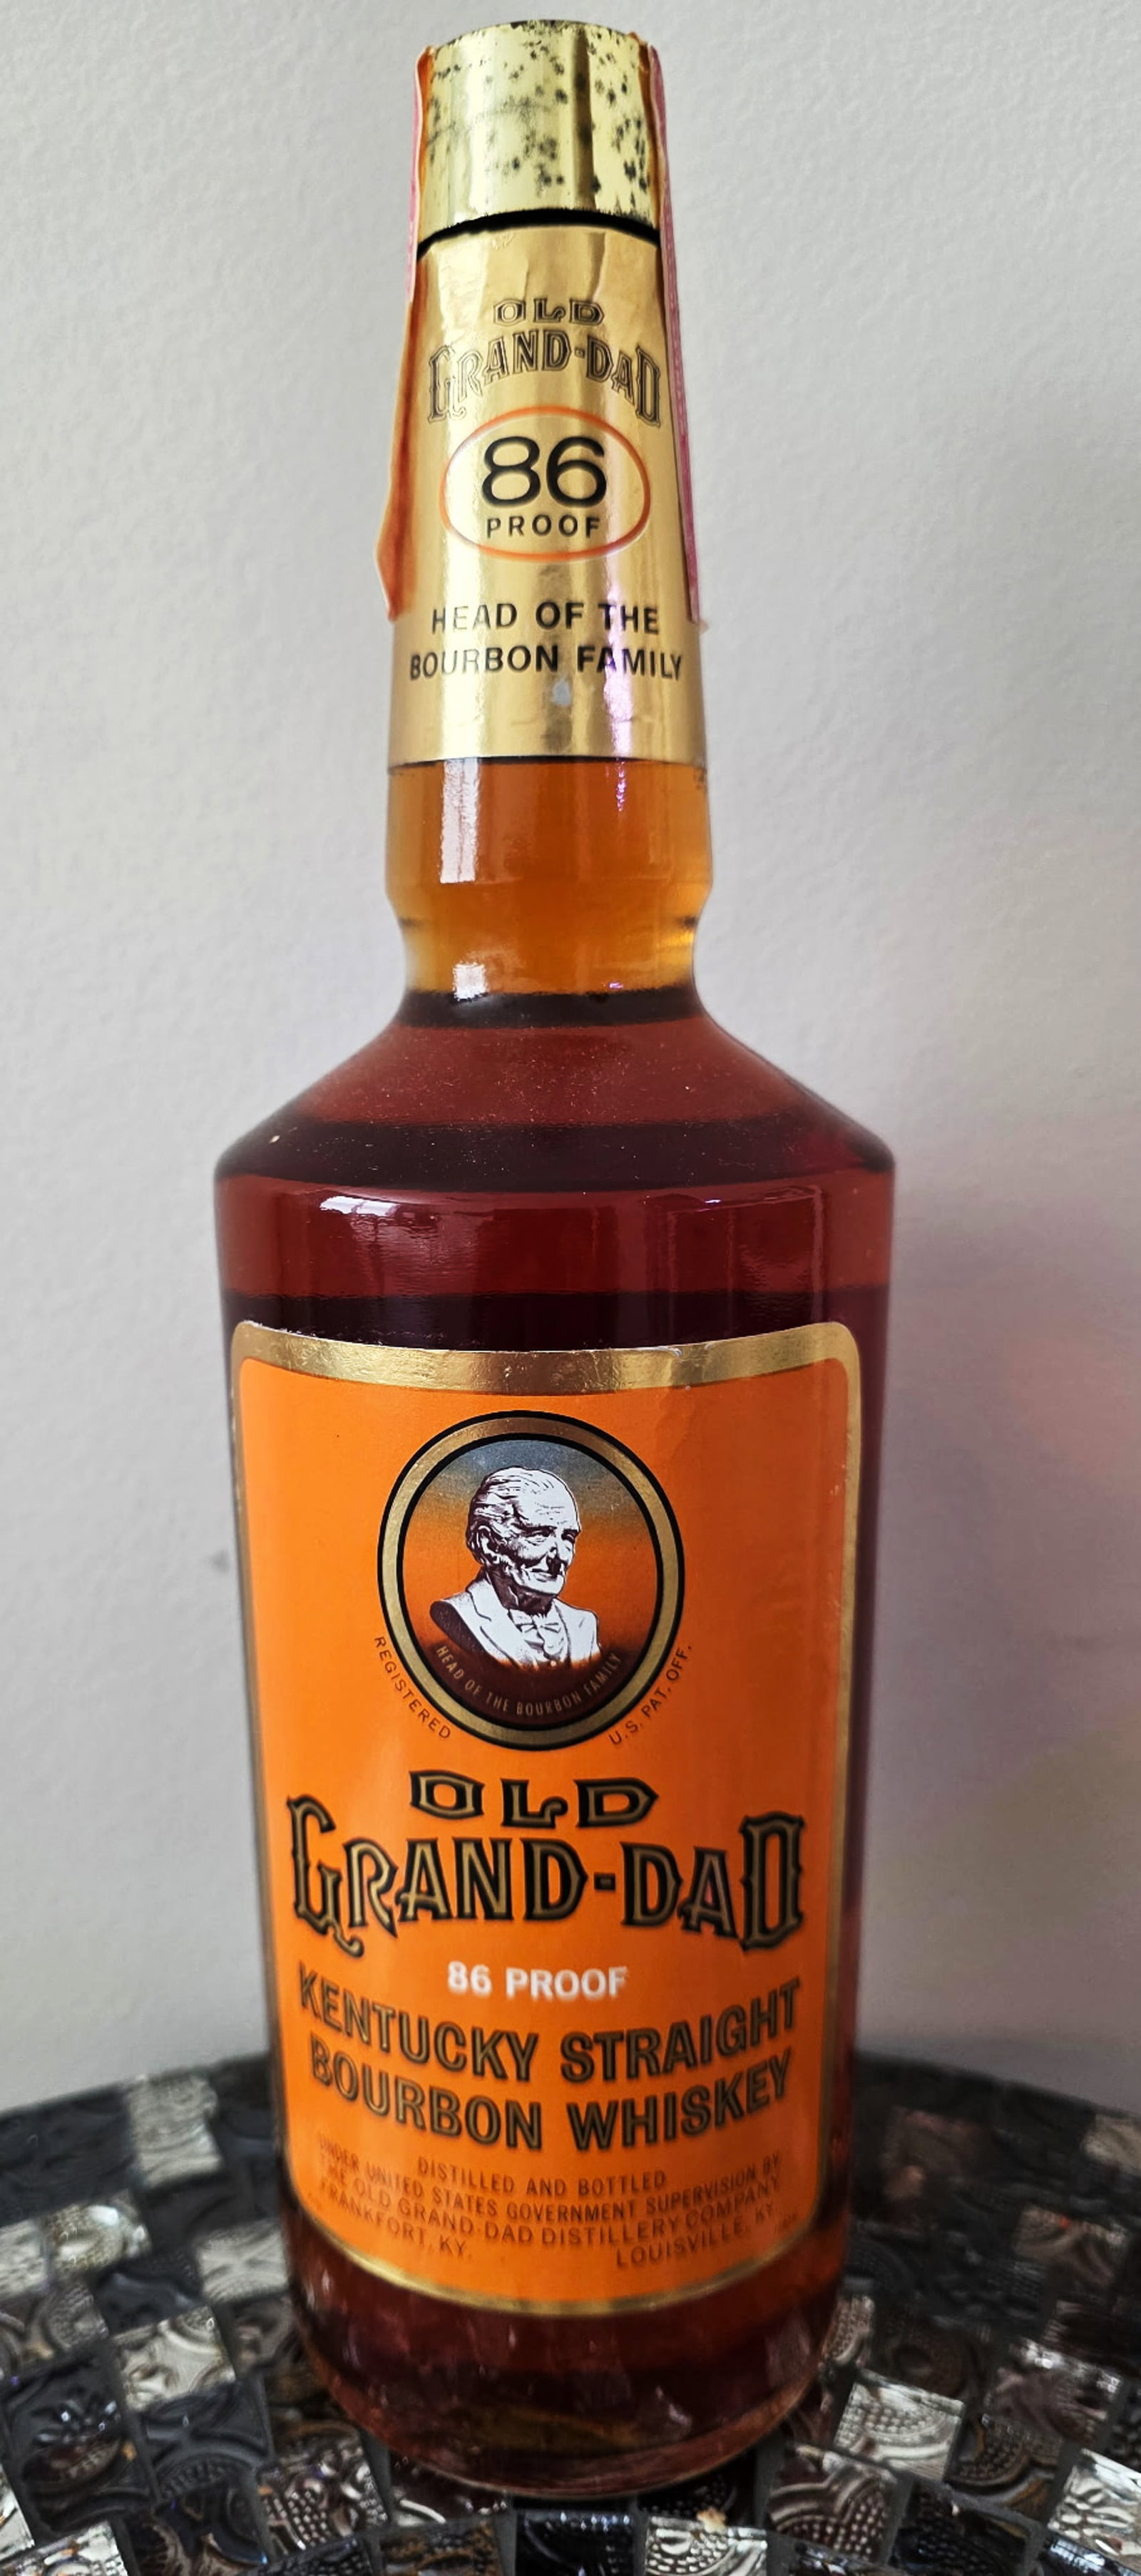 OLD
GRAND-DAD
86
PROOF
HEAD OF THE
BOURBON FAMILY
HEAD OF THE BOURBON FAMILY
REGISTERED U.S. PAT. OFF.
OLD
GRAND-DAD
86 PROOF
KENTUCKY STRAIGHT
BOURBON WHISKEY
DISTILLED AND BOTTLED
UNDER UNITED STATES GOVERNMENT SUPERVISION BY
THE OLD GRAND-DAD DISTILLERY COMPANY
FRANKFORT, KY. LOUISVILLE, KY.